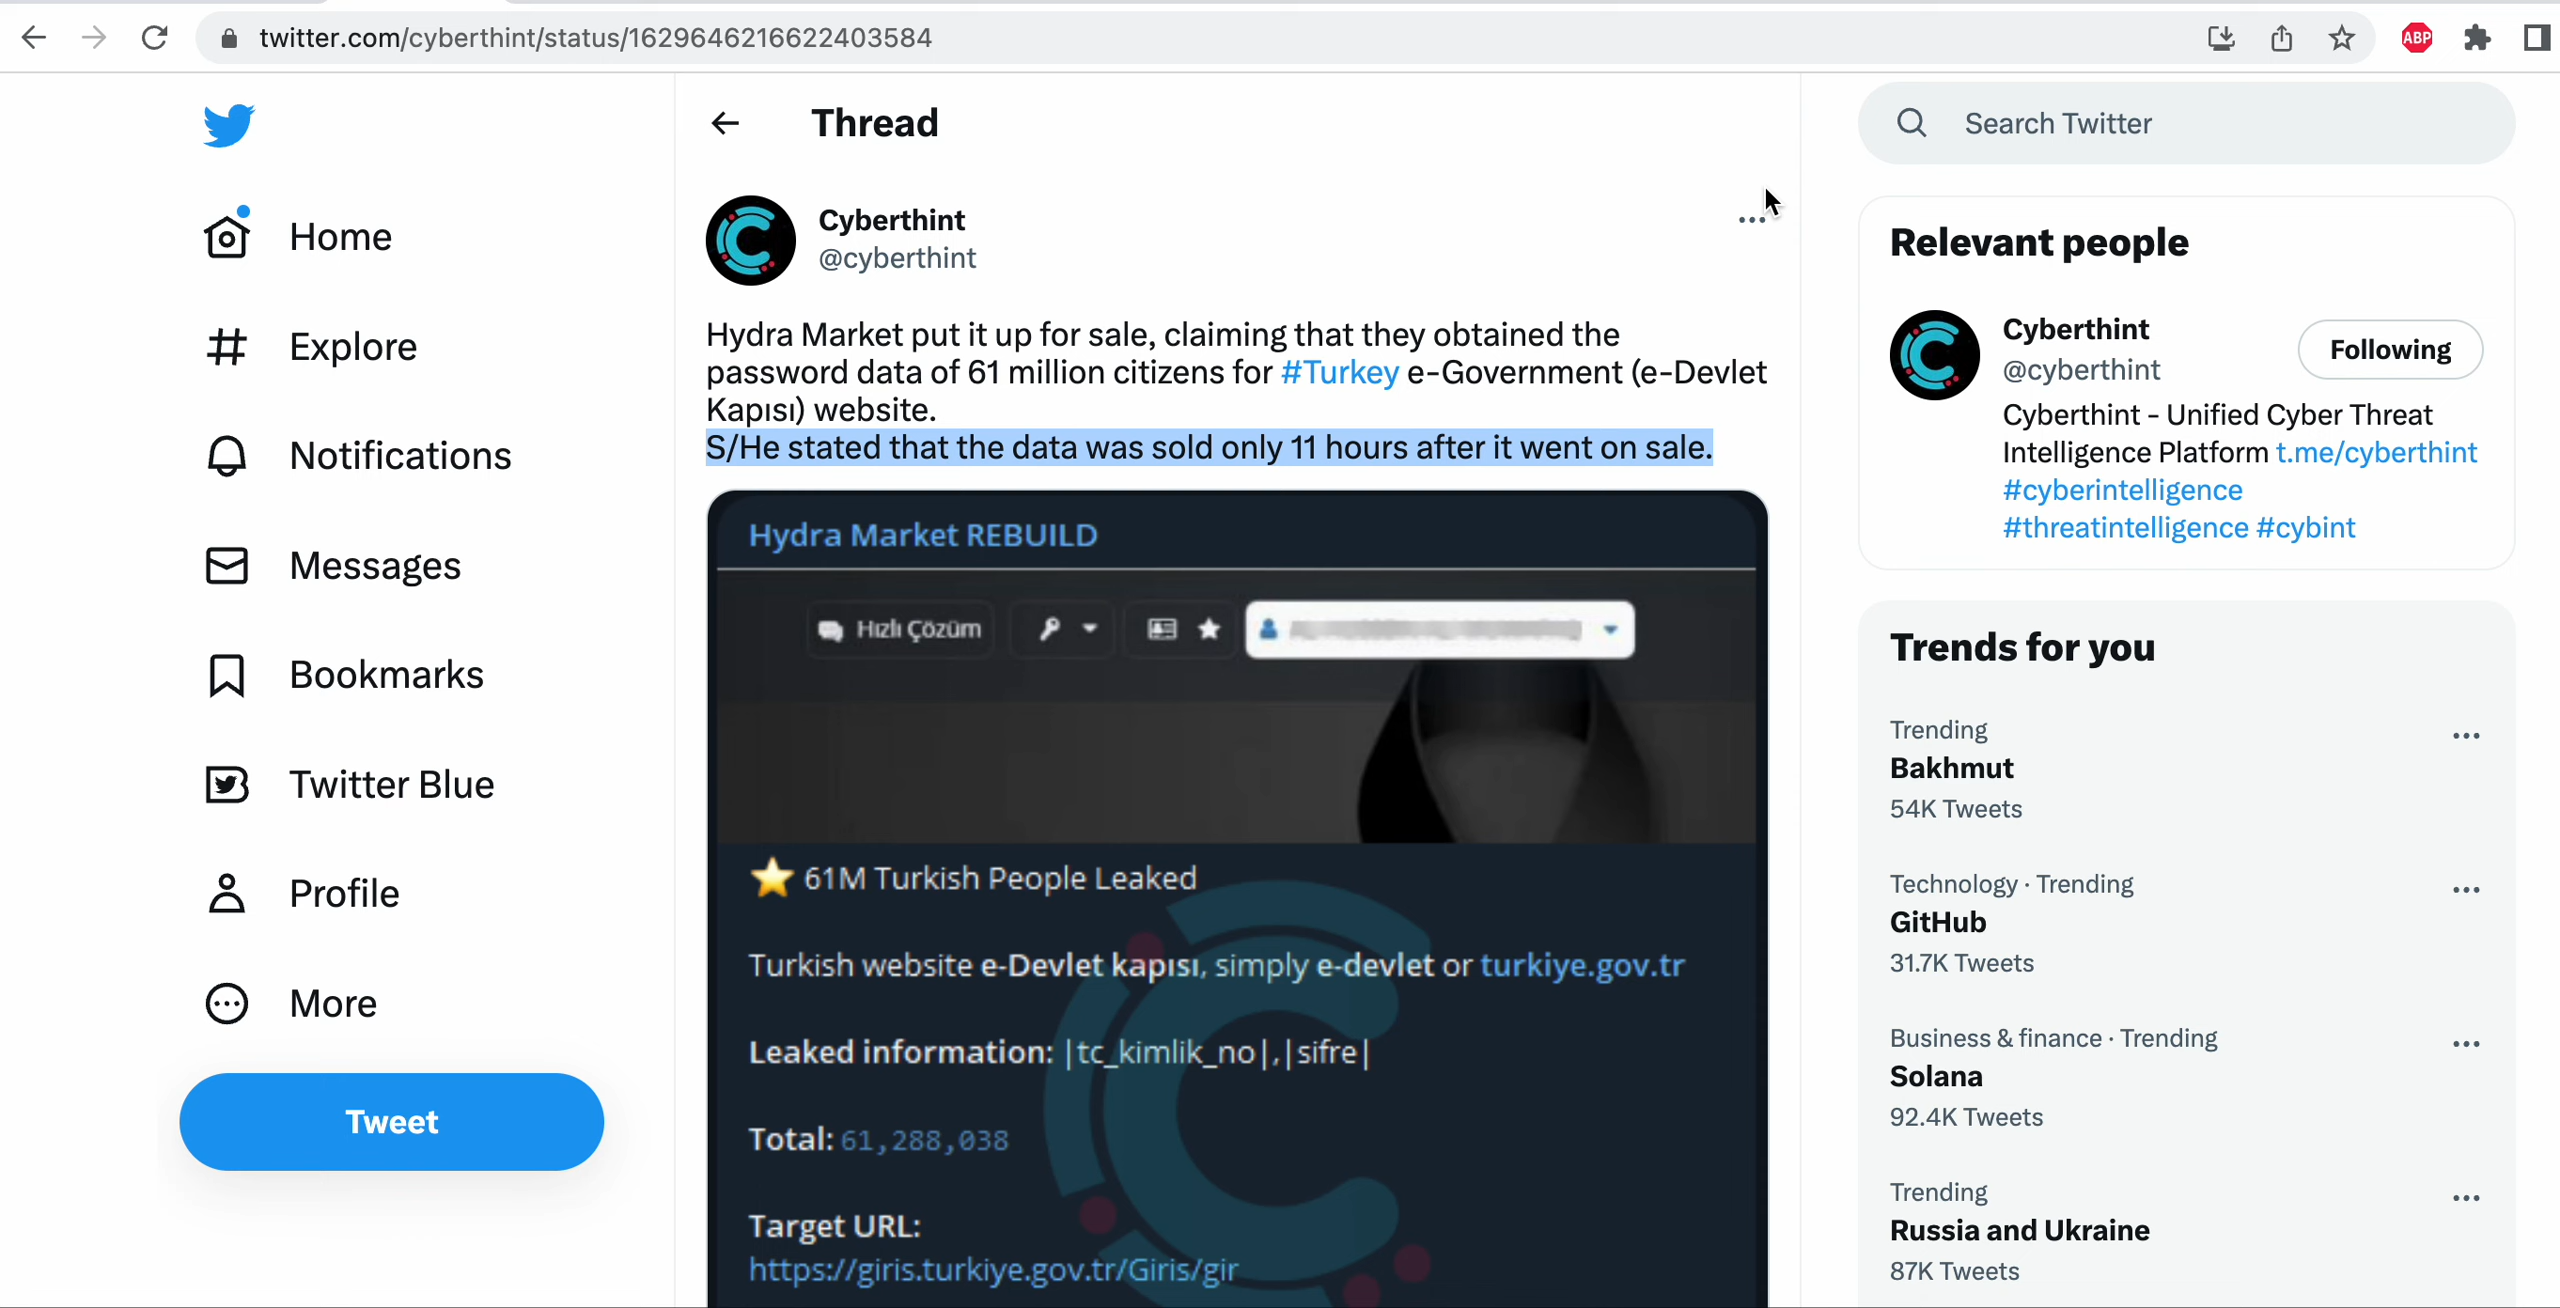 twitter.com/cyberthint/status/1629646216622403584
ABP
Home
Explore
Notifications
Messages
Bookmarks
Twitter Blue
Profile
More
Tweet
Thread
Cyberthint
@cyberthint
Hydra Market put it up for sale, claiming that they obtained the
password data of 61 million citizens for #Turkey e-Government (e-Devlet
Kapısı) website.
S/He stated that the data was sold only 11 hours after it went on sale.
Hydra Market REBUILD
Hızlı Çözüm
61M Turkish People Leaked
Turkish website e-Devlet kapısı, simply e-devlet or turkiye.gov.tr
Leaked information: |tc_kimlik_no|,|sifre|
Total: 61,288,038
Target URL:
https://giris.turkiye.gov.tr/Giris/gir
Search Twitter
Relevant people
Cyberthint
@cyberthint
Following
Cyberthint - Unified Cyber Threat
Intelligence Platform t.me/cyberthint
#cyberintelligence
#threatintelligence #cybint
Trends for you
Trending
Bakhmut
54K Tweets
Technology · Trending
GitHub
31.7K Tweets
Business & finance · Trending
Solana
92.4K Tweets
Trending
Russia and Ukraine
87K Tweets